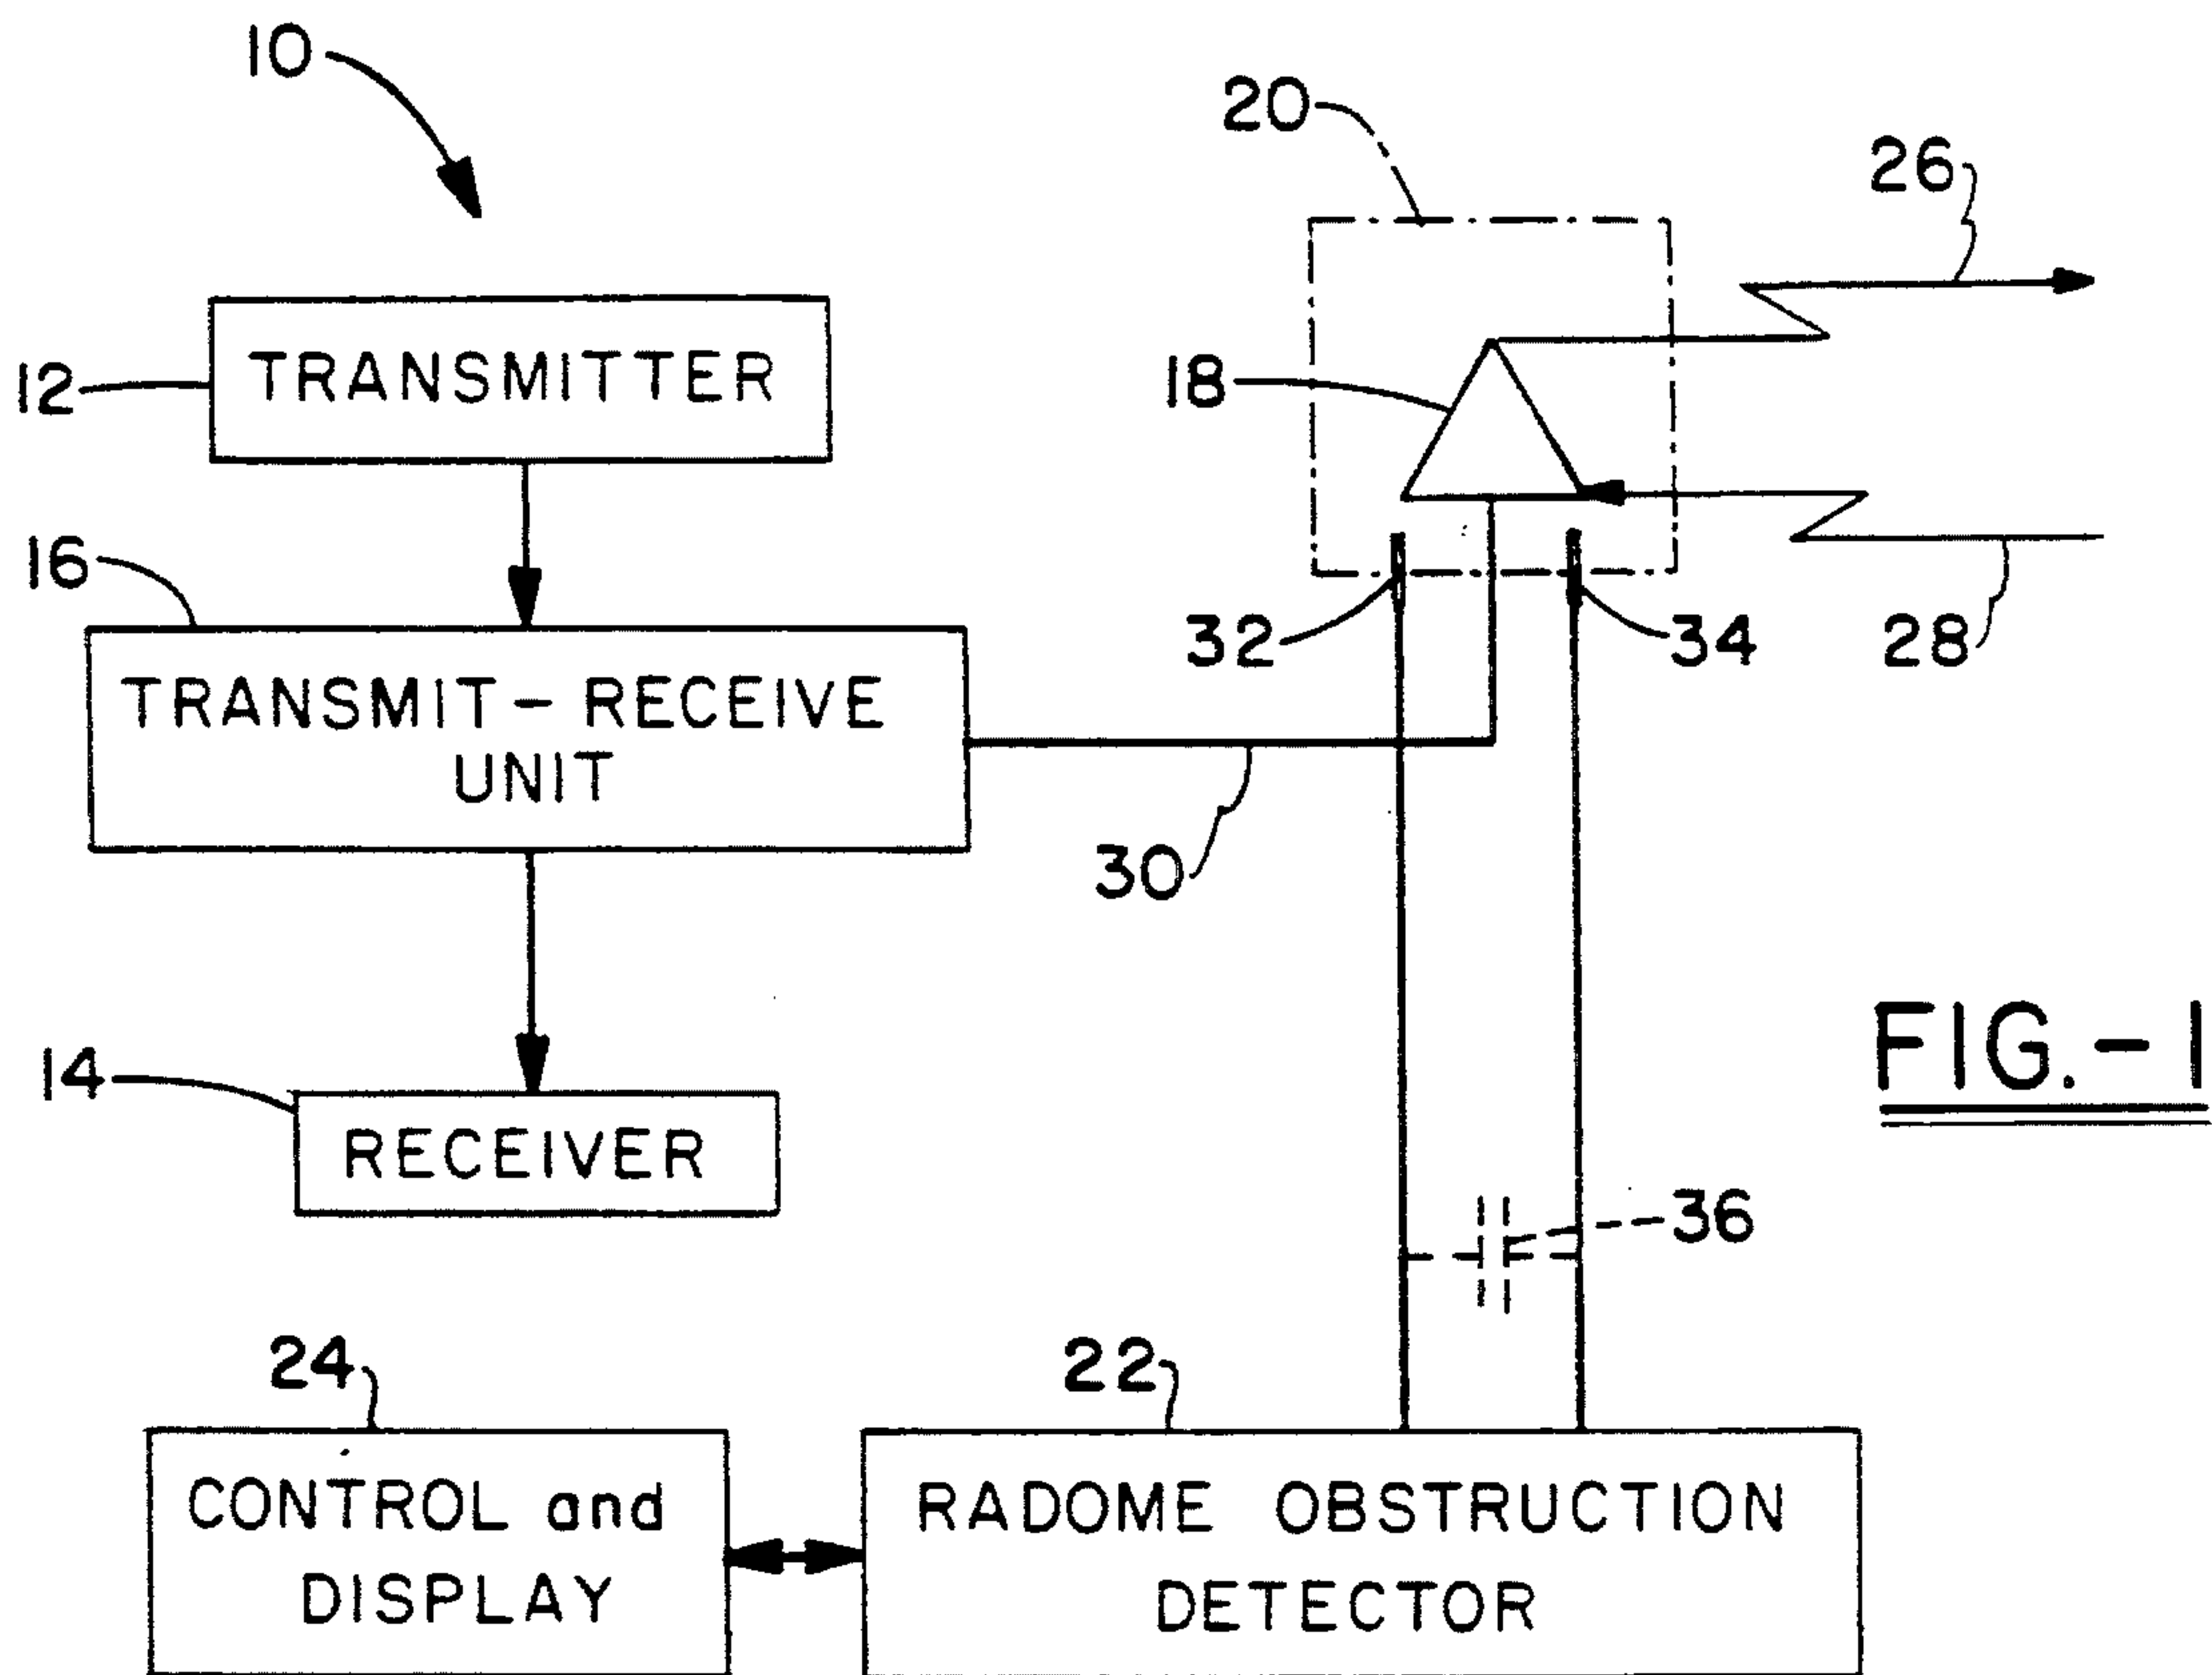 10
20
26
12
TRANSMITTER
18
16
TRANSMIT - RECEIVE
UNIT
32
34
28
30
14
RECEIVER
FIG.-1
36
24
22
CONTROL and
DISPLAY
RADOME OBSTRUCTION
DETECTOR